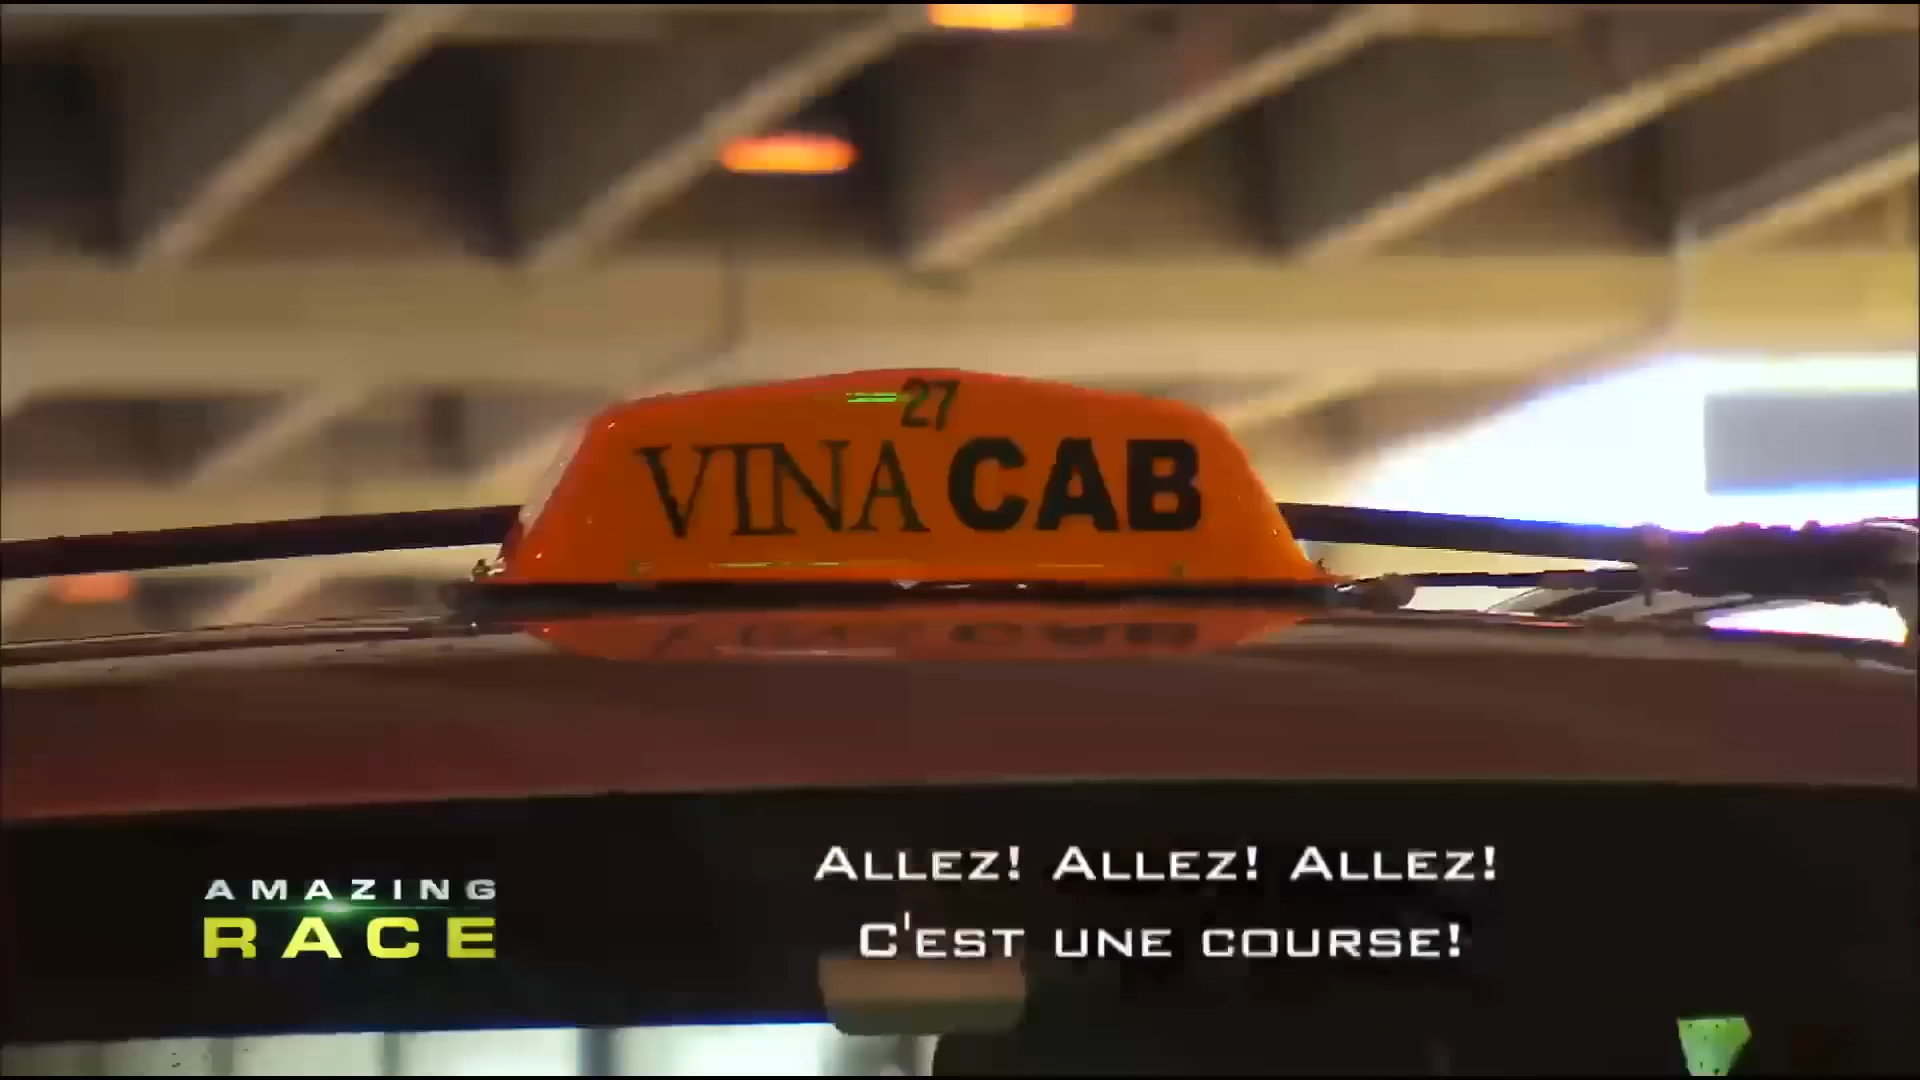 27
VINA CAB
AMAZING
RACE
ALLEZ! ALLEZ! ALLEZ!
C'EST UNE COURSE!